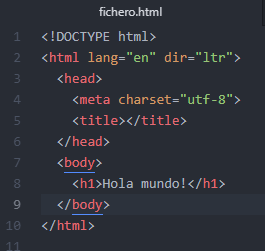 fichero.html
1 <!DOCTYPE html>
2 <html lang="en" dir="ltr">
3   <head>
4     <meta charset="utf-8">
5     <title></title>
6   </head>
7   <body>
8     <h1>Hola mundo!</h1>
9   </body>
10 </html>
11